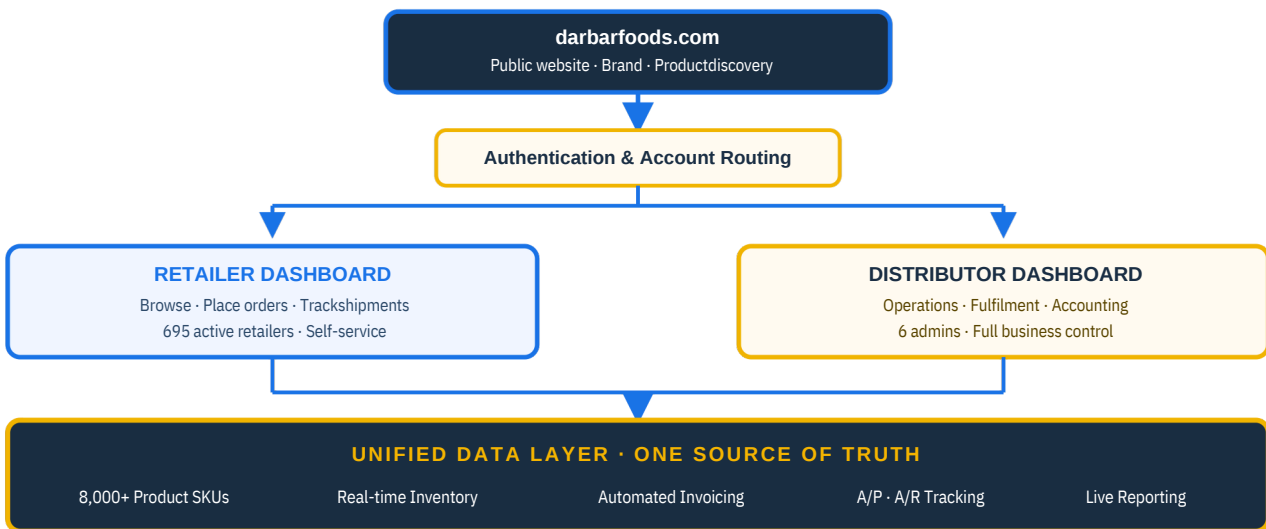 darbarfoods.com
Public website · Brand · Productdiscovery
Authentication & Account Routing
RETAILER DASHBOARD
Browse · Place orders · Trackshipments
695 active retailers · Self-service
DISTRIBUTOR DASHBOARD
Operations · Fulfilment · Accounting
6 admins · Full business control
UNIFIED DATA LAYER · ONE SOURCE OF TRUTH
8,000+ Product SKUs
Real-time Inventory
Automated Invoicing
A/P · A/R Tracking
Live Reporting